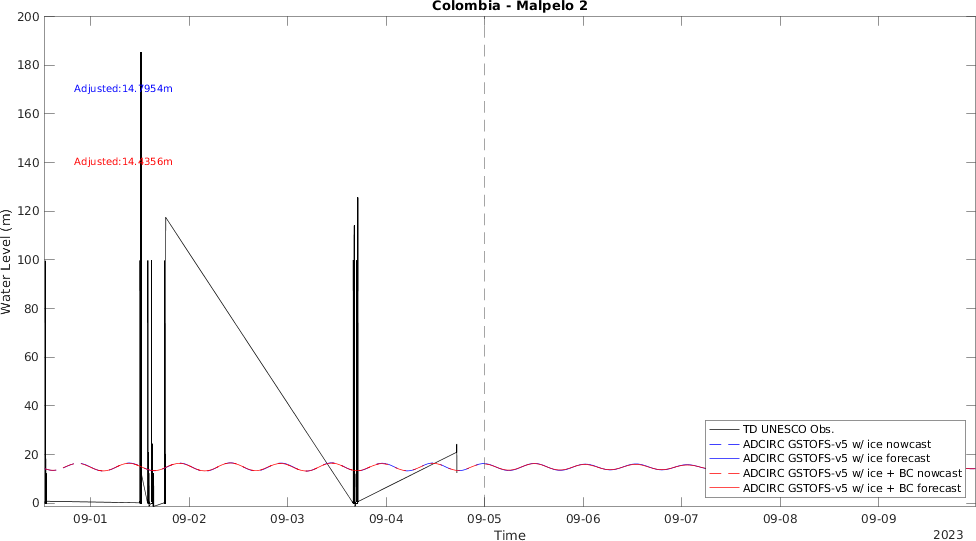 Colombia - Malpelo 2
200
180
160
140
120
100
80
60
40
20
0
Water Level (m)
Adjusted:14.7954m
Adjusted:14.4356m
TD UNESCO Obs.
ADCIRC GSTOFS-v5 w/ ice nowcast
ADCIRC GSTOFS-v5 w/ ice forecast
ADCIRC GSTOFS-v5 w/ ice + BC nowcast
ADCIRC GSTOFS-v5 w/ ice + BC forecast
09-01 09-02 09-03 09-04 09-05 09-06 09-07 09-08 09-09
Time
2023